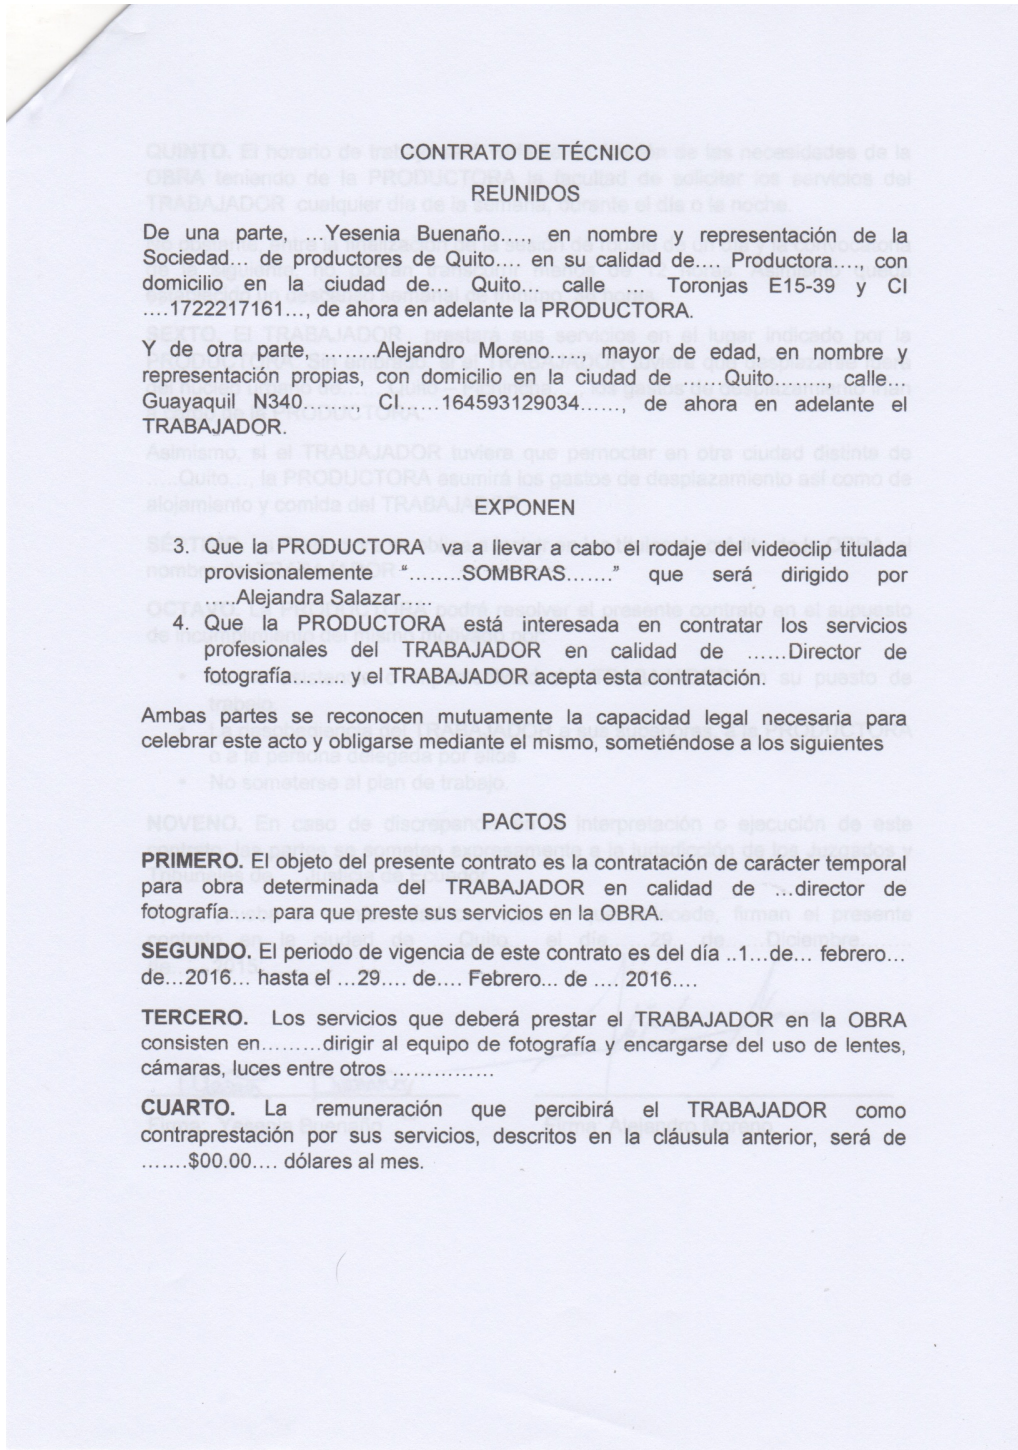 CONTRATO DE TÉCNICO
REUNIDOS
De una parte, ....Yesenia Buenaño...., en nombre y representación de la
Sociedad... de productores de Quito.... en su calidad de.... Productora...., con
domicilio en la ciudad de... Quito... calle ... Toronjas E15-39 y CI
....1722217161..., de ahora en adelante la PRODUCTORA.
Y de otra parte, .........Alejandro Moreno....., mayor de edad, en nombre y
representación propias, con domicilio en la ciudad de ......Quito.......... calle....
Guayaquil N340.......... CI.......164593129034......, de ahora en adelante el
TRABAJADOR.
EXPONEN
3. Que la PRODUCTORA va a llevar a cabo el rodaje del videoclip titulada
provisionalemente “........SOMBRAS.......” que será dirigido por
......Alejandra Salazar.....
4. Que la PRODUCTORA está interesada en contratar los servicios
profesionales del TRABAJADOR en calidad de ......Director de
fotografía......... y el TRABAJADOR acepta esta contratación.
Ambas partes se reconocen mutuamente la capacidad legal necesaria para
celebrar este acto y obligarse mediante el mismo, sometiéndose a los siguientes
PACTOS
PRIMERO. El objeto del presente contrato es la contratación de carácter temporal
para obra determinada del TRABAJADOR en calidad de ...director de
fotografía....... para que preste sus servicios en la OBRA.
SEGUNDO. El periodo de vigencia de este contrato es del día ..1...de... febrero...
de...2016... hasta el ...29.... de.... Febrero... de .... 2016....
TERCERO. Los servicios que deberá prestar el TRABAJADOR en la OBRA
consisten en.........dirigir al equipo de fotografía y encargarse del uso de lentes,
cámaras, luces entre otros ...............
CUARTO. La remuneración que percibirá el TRABAJADOR como
contraprestación por sus servicios, descritos en la cláusula anterior, será de
.......$00.00.... dólares al mes.